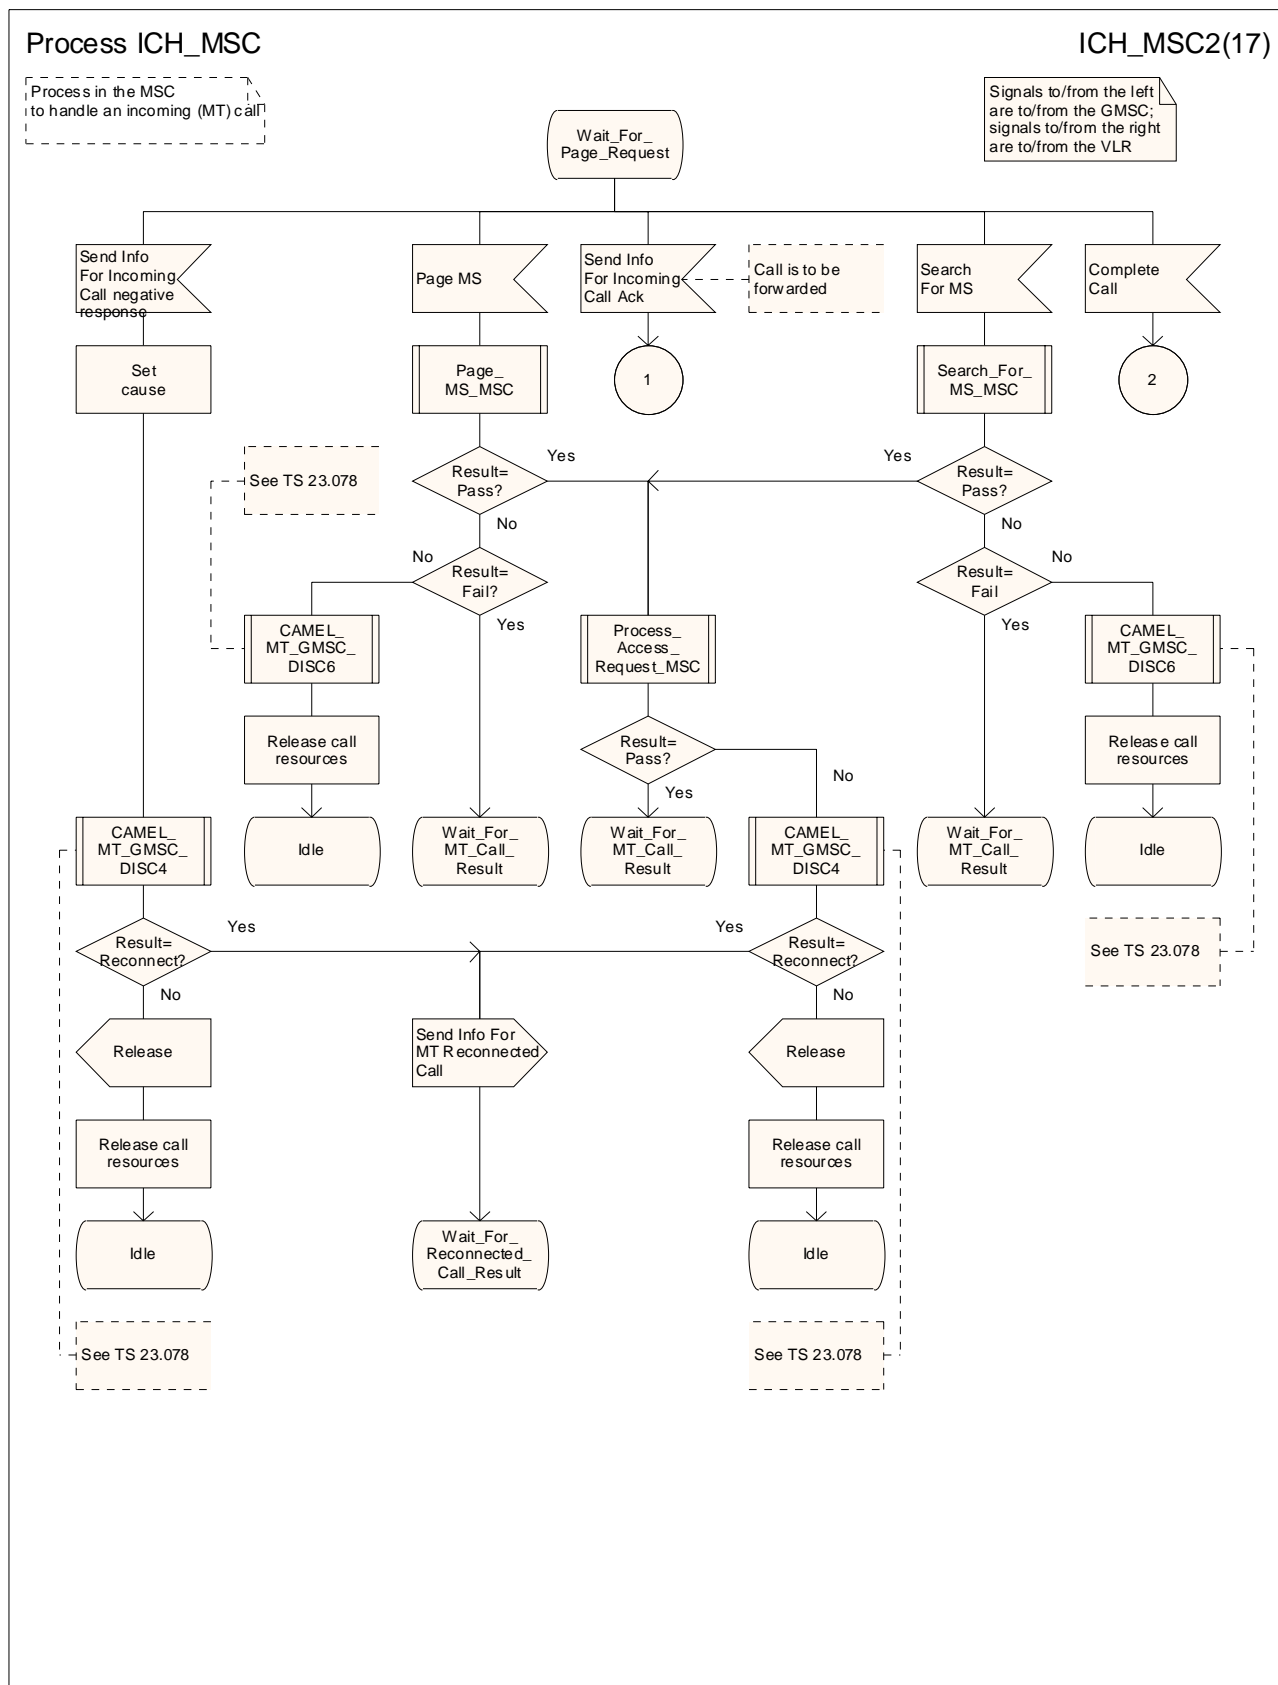 Process ICH_MSC
ICH_MSC2(17)
Process in the MSC
to handle an incoming (MT) call
Signals to/from the left
are to/from the GMSC;
signals to/from the right
are to/from the VLR
Wait_For_
Page_Request
Send Info
For Incoming
Call negative
response
Page MS
Send Info
For Incoming
Call Ack
Call is to be
forwarded
Search
For MS
Complete
Call
Set
cause
Page_
MS_MSC
1
Search_For_
MS_MSC
2
See TS 23.078
Result=
Pass?
Yes
No
Yes
Result=
Pass?
No
No
Result=
Fail?
Yes
Result=
Fail
No
Yes
CAMEL_
MT_GMSC_
DISC6
Process_
Access_
Request_MSC
CAMEL_
MT_GMSC_
DISC6
Release call
resources
Result=
Pass?
No
Yes
Release call
resources
CAMEL_
MT_GMSC_
DISC4
Idle
Wait_For_
MT_Call_
Result
Wait_For_
MT_Call_
Result
CAMEL_
MT_GMSC_
DISC4
Wait_For_
MT_Call_
Result
Idle
Result=
Reconnect?
Yes
No
Yes
Result=
Reconnect?
No
See TS 23.078
Release
Send Info For
MT Reconnected
Call
Release
Release call
resources
Release call
resources
Idle
Wait_For_
Reconnected_
Call_Result
Idle
See TS 23.078
See TS 23.078